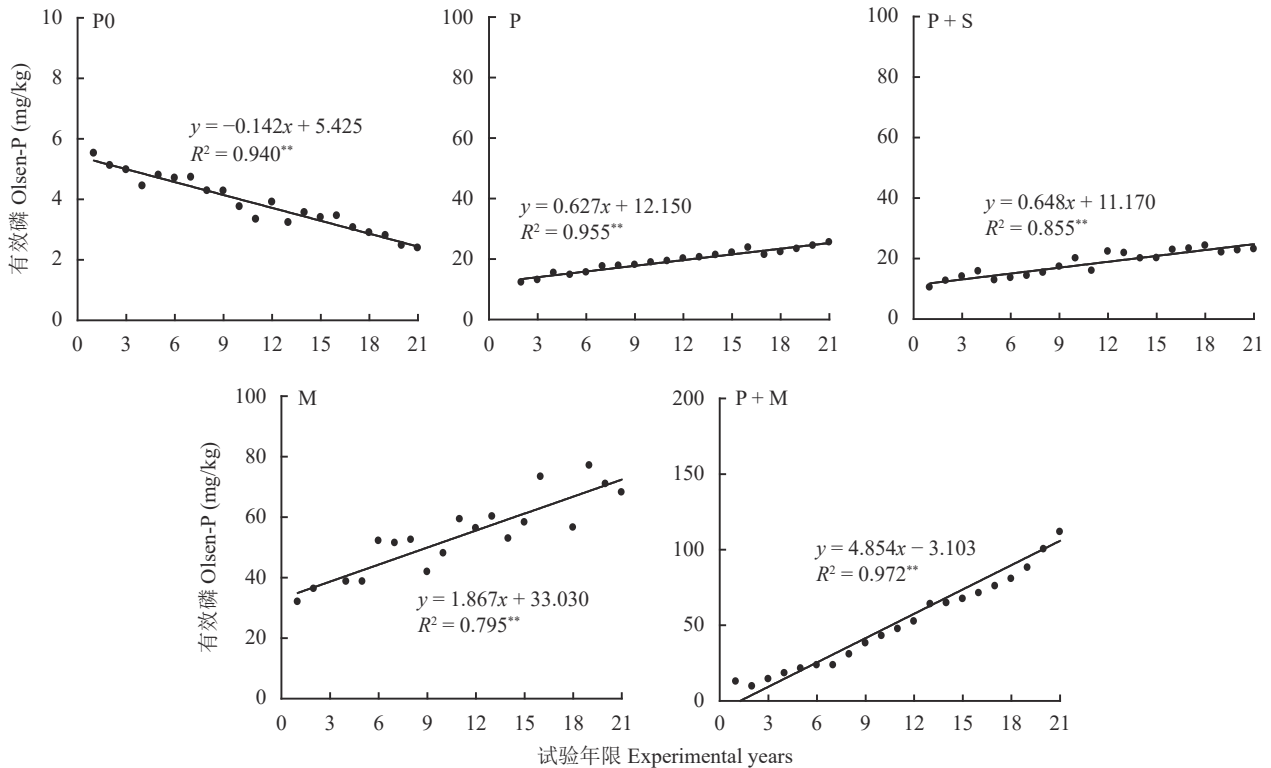 P0
10
8
6
4
2
0
0 3 6 9 12 15 18 21
y = −0.142x + 5.425
R² = 0.940**
有效磷 Olsen-P (mg/kg)
P
100
80
60
40
20
0
0 3 6 9 12 15 18 21
y = 0.627x + 12.150
R² = 0.955**
P + S
100
80
60
40
20
0
0 3 6 9 12 15 18 21
y = 0.648x + 11.170
R² = 0.855**
M
100
80
60
40
20
0
0 3 6 9 12 15 18 21
y = 1.867x + 33.030
R² = 0.795**
有效磷 Olsen-P (mg/kg)
P + M
200
150
100
50
0
0 3 6 9 12 15 18 21
y = 4.854x − 3.103
R² = 0.972**
试验年限 Experimental years